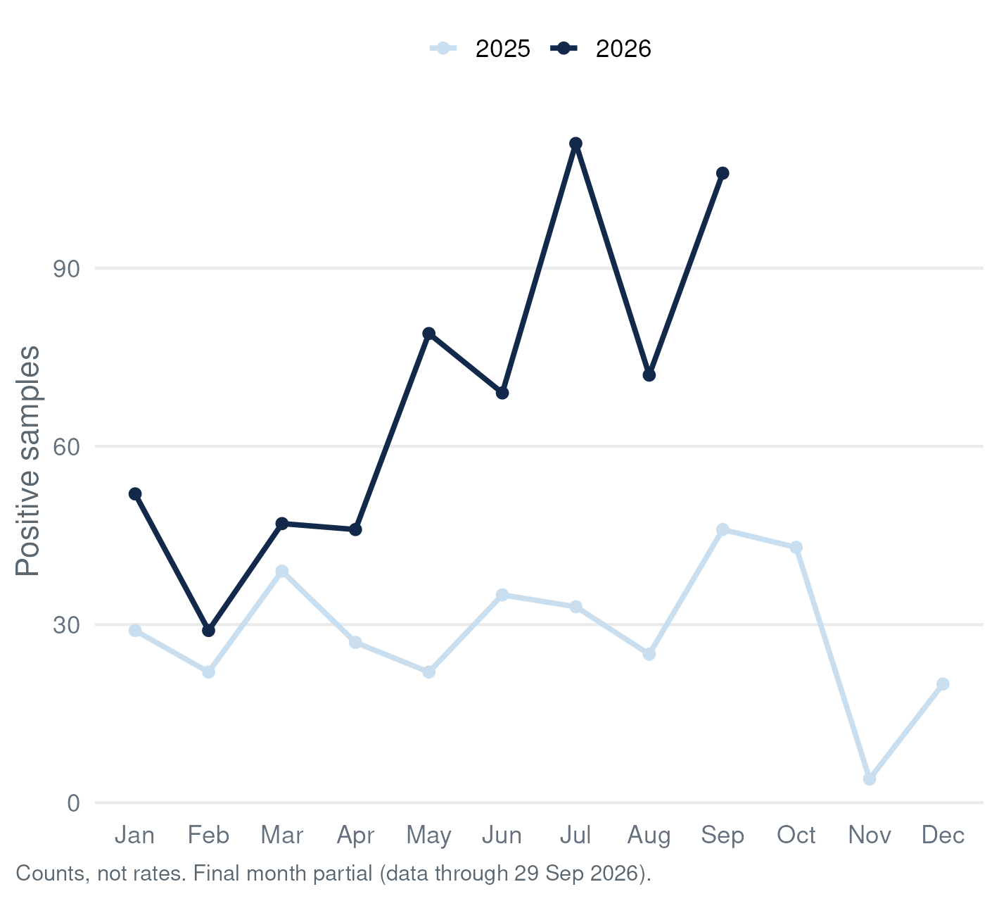 2025 2026
90
60
30
0
Positive samples
Jan Feb Mar Apr May Jun Jul Aug Sep Oct Nov Dec
Counts, not rates. Final month partial (data through 29 Sep 2026).